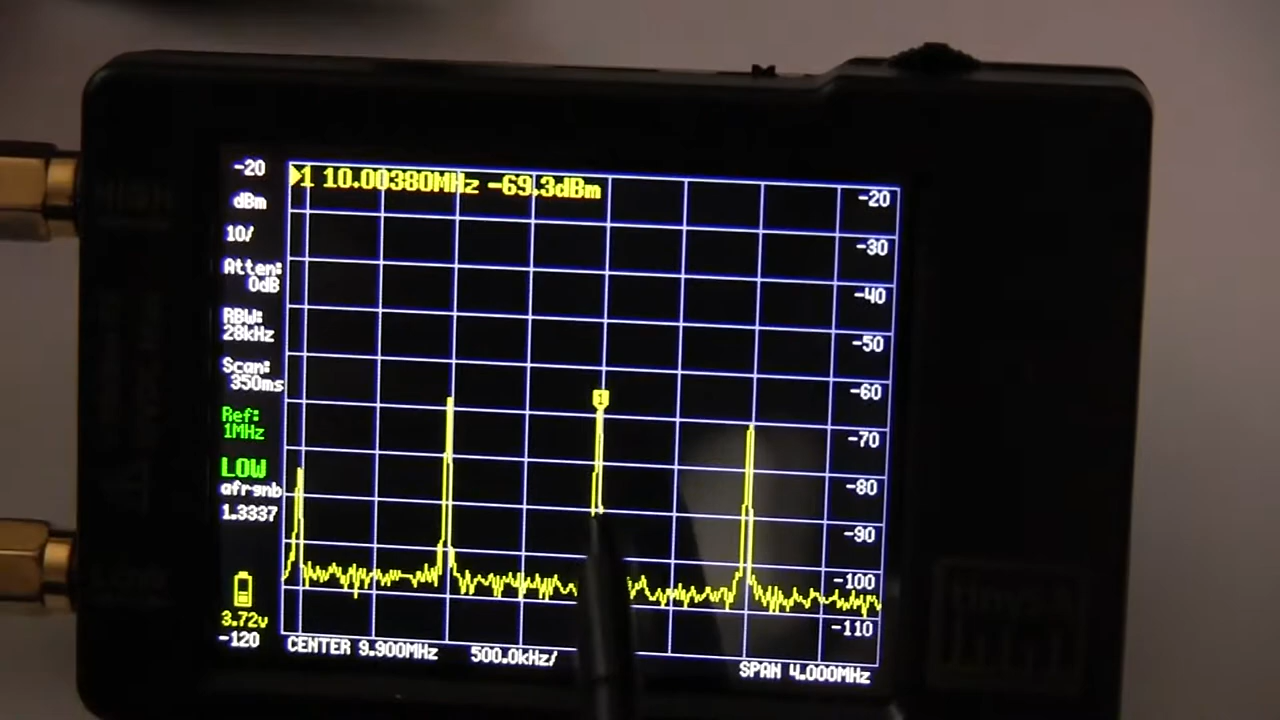 -20
dBm
10/
Atten:
0dB
RBW:
28kHz
Scan:
350ms
Ref:
1MHz
LOW
afrgnb
1.3337
3.72v
-120
1 10.00380MHz -69.3dBm
1
-20
-30
-40
-50
-60
-70
-80
-90
-100
-110
CENTER 9.900MHz 500.0kHz/ SPAN 4.000MHz